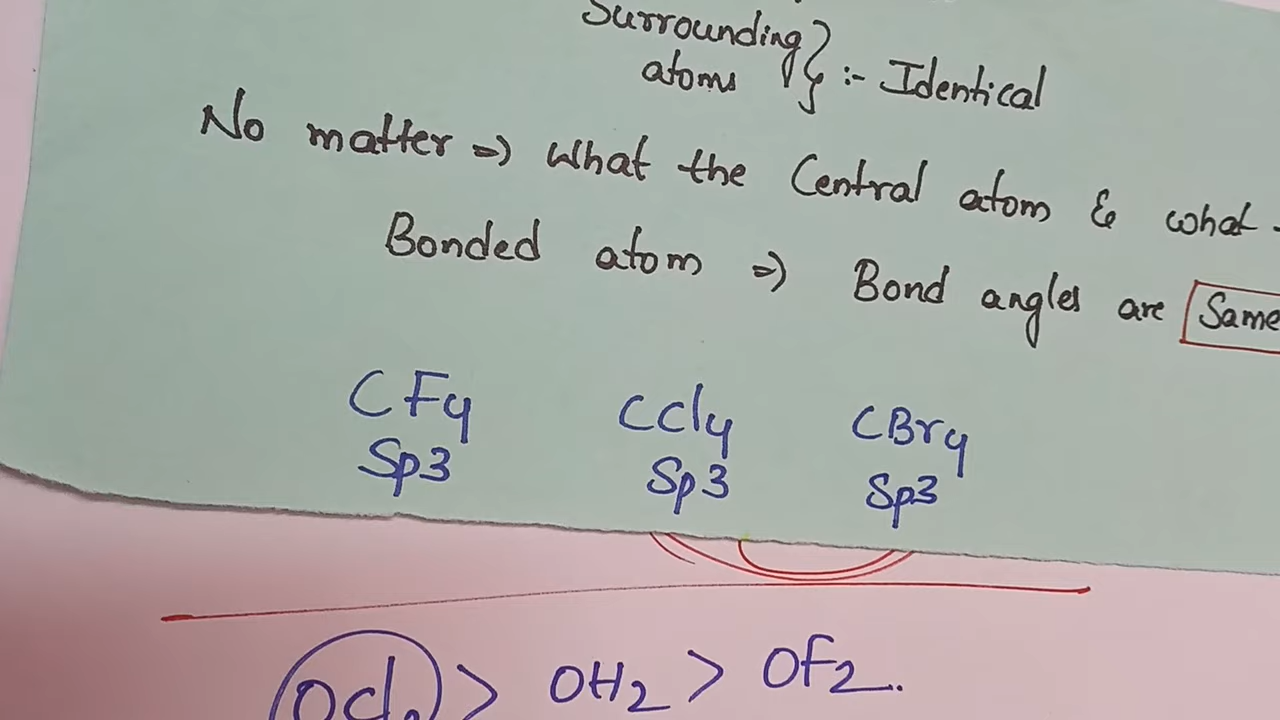 Surrounding
atoms } :- Identical
No matter => What the Central atom & what
Bonded atom => Bond angles are Same
CF4 CCl4 CBr4
Sp3 Sp3 Sp3
OCl2 > OH2 > OF2.